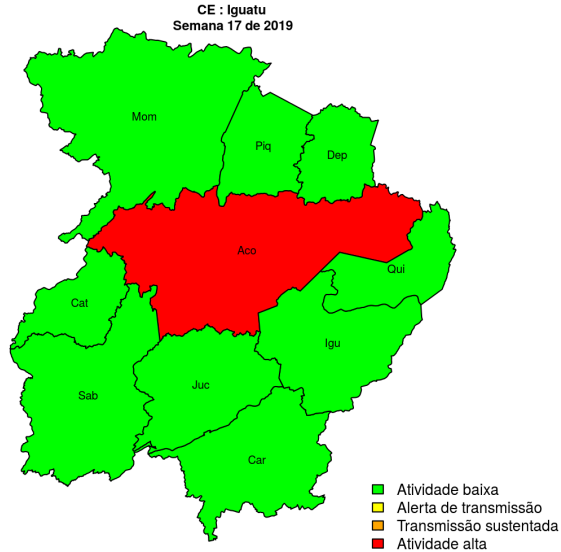 CE : Iguatu
Semana 17 de 2019
Mom
Piq
Dep
Aco
Qui
Cat
Igu
Juc
Sab
Car
Atividade baixa
Alerta de transmissão
Transmissão sustentada
Atividade alta